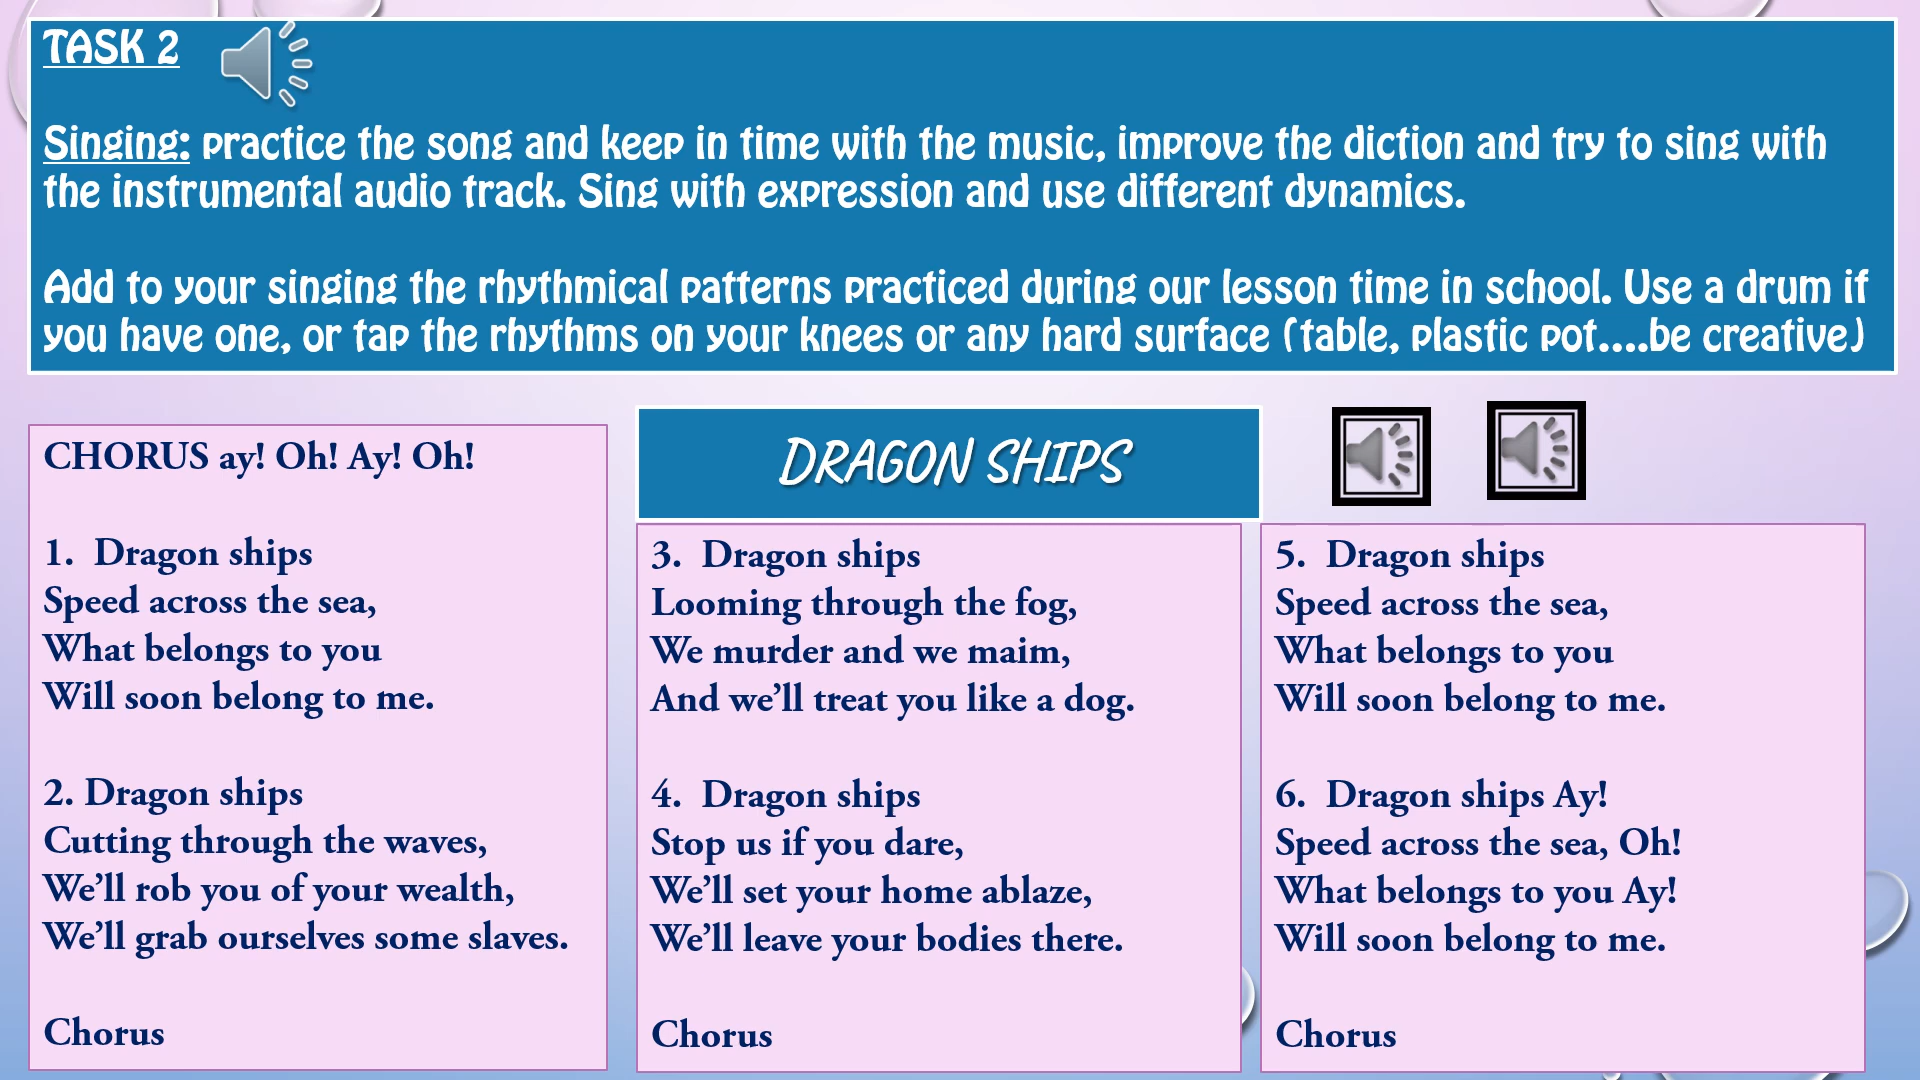 TASK 2
Singing: practice the song and keep in time with the music, improve the diction and try to sing with
the instrumental audio track. Sing with expression and use different dynamics.
Add to your singing the rhythmical patterns practiced during our lesson time in school. Use a drum if
you have one, or tap the rhythms on your knees or any hard surface (table, plastic pot....be creative)
DRAGON SHIPS
CHORUS ay! Oh! Ay! Oh!
1. Dragon ships
Speed across the sea,
What belongs to you
Will soon belong to me.
2. Dragon ships
Cutting through the waves,
We’ll rob you of your wealth,
We’ll grab ourselves some slaves.
Chorus
3. Dragon ships
Looming through the fog,
We murder and we maim,
And we’ll treat you like a dog.
4. Dragon ships
Stop us if you dare,
We’ll set your home ablaze,
We’ll leave your bodies there.
Chorus
5. Dragon ships
Speed across the sea,
What belongs to you
Will soon belong to me.
6. Dragon ships Ay!
Speed across the sea, Oh!
What belongs to you Ay!
Will soon belong to me.
Chorus